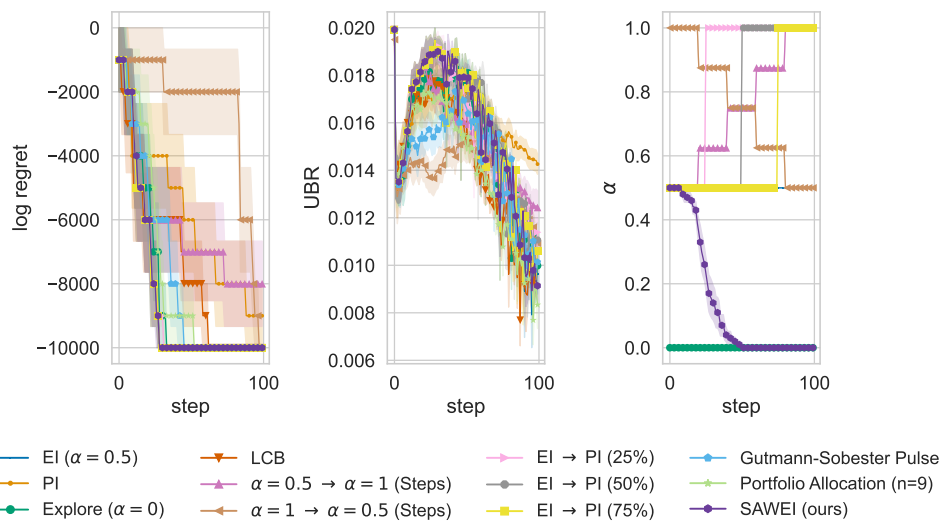 0
−2000
−4000
−6000
−8000
−10000
log regret
0
100
step
0.020
0.018
0.016
0.014
0.012
0.010
0.008
0.006
UBR
0
100
step
1.0
0.8
0.6
0.4
0.2
0.0
α
0
100
step
EI (α = 0.5)
PI
Explore (α = 0)
LCB
α = 0.5 → α = 1 (Steps)
α = 1 → α = 0.5 (Steps)
EI → PI (25%)
EI → PI (50%)
EI → PI (75%)
Gutmann-Sobester Pulse
Portfolio Allocation (n=9)
SAWEI (ours)